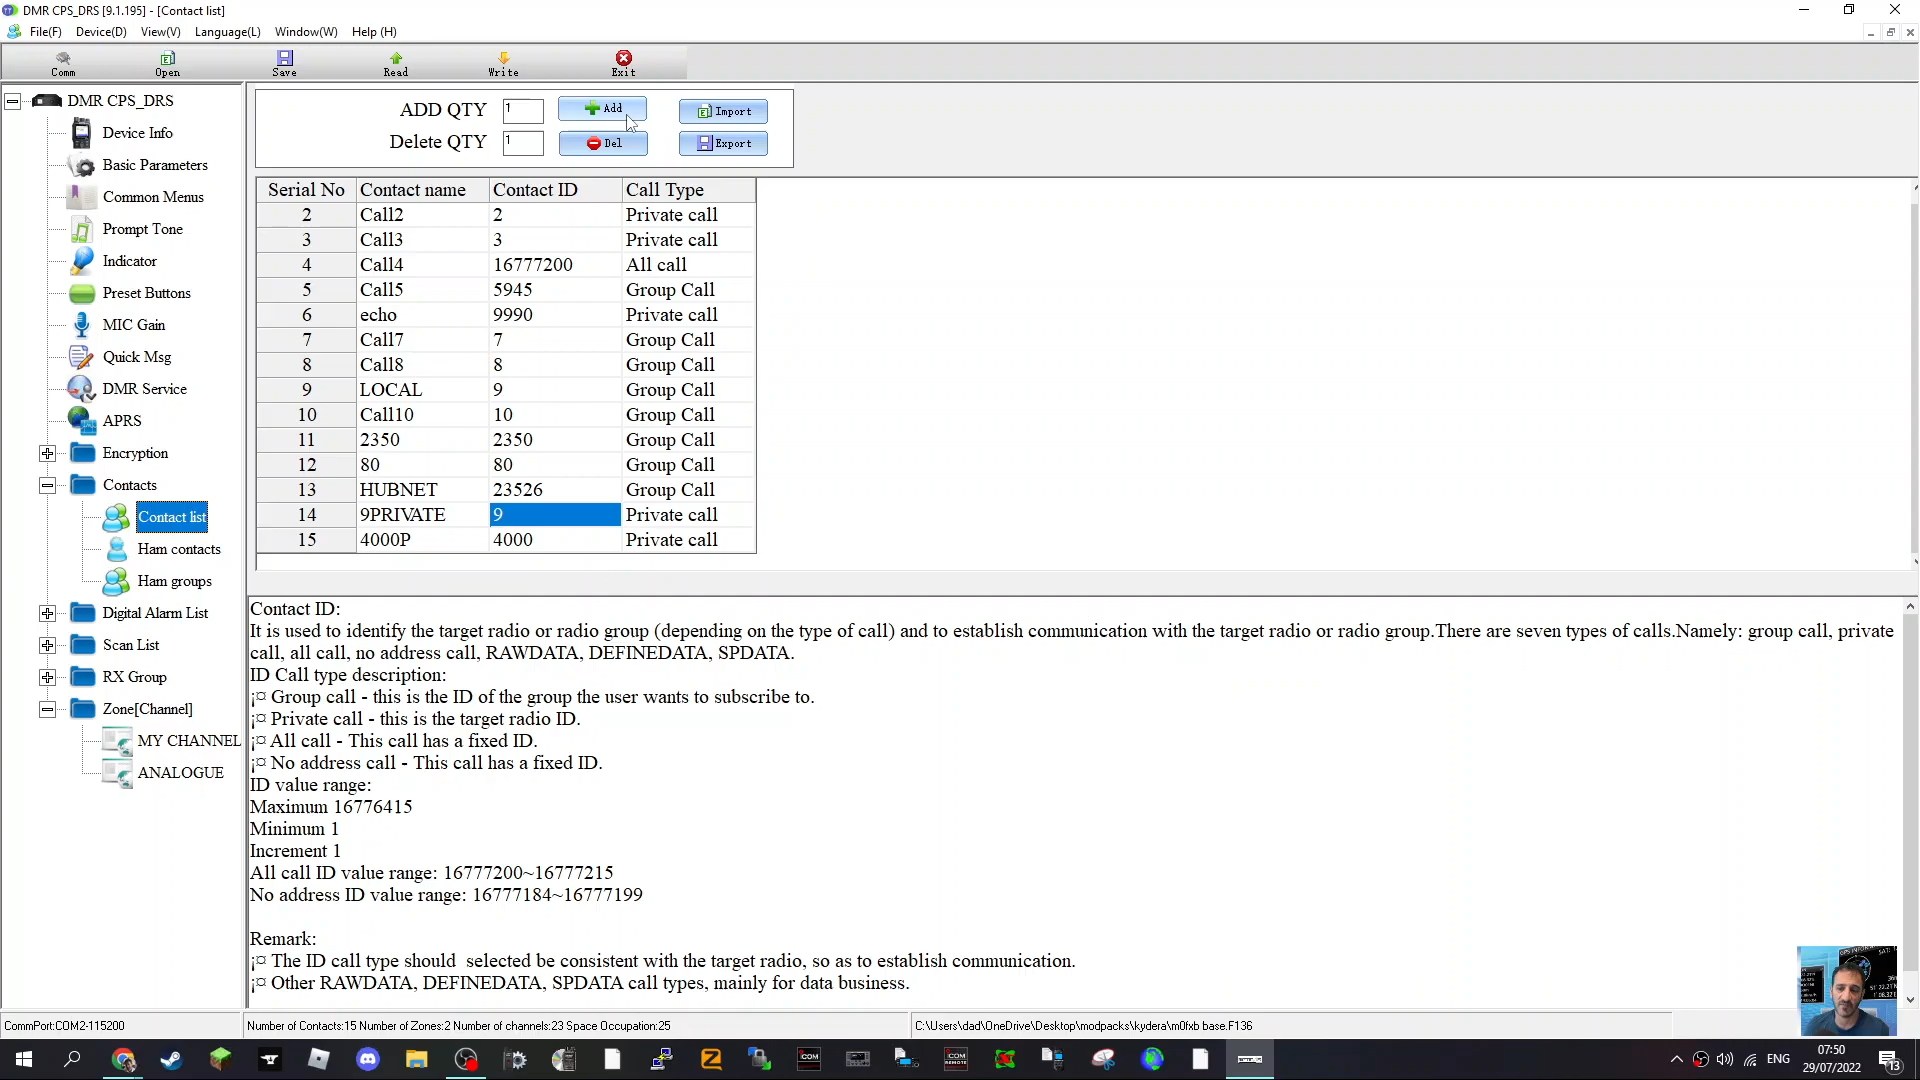 DMR CPS_DRS [9.1.195] - [Contact list]
File(F) Device(D) View(V) Language(L) Window(W) Help (H)
Comm Open Save Read Write Exit
DMR CPS_DRS
Device Info
Basic Parameters
Common Menus
Prompt Tone
Indicator
Preset Buttons
MIC Gain
Quick Msg
DMR Service
APRS
Encryption
Contacts
Contact list
Ham contacts
Ham groups
Digital Alarm List
Scan List
RX Group
Zone[Channel]
MY CHANNEL
ANALOGUE
ADD QTY 1 Add Import
Delete QTY 1 Del Export
Serial No Contact name Contact ID Call Type
2 Call2 2 Private call
3 Call3 3 Private call
4 Call4 16777200 All call
5 Call5 5945 Group Call
6 echo 9990 Private call
7 Call7 7 Group Call
8 Call8 8 Group Call
9 LOCAL 9 Group Call
10 Call10 10 Group Call
11 2350 2350 Group Call
12 80 80 Group Call
13 HUBNET 23526 Group Call
14 9PRIVATE 9 Private call
15 4000P 4000 Private call
Contact ID:
It is used to identify the target radio or radio group (depending on the type of call) and to establish communication with the target radio or radio group.There are seven types of calls.Namely: group call, private
call, all call, no address call, RAWDATA, DEFINEDATA, SPDATA.
ID Call type description:
¡¤ Group call - this is the ID of the group the user wants to subscribe to.
¡¤ Private call - this is the target radio ID.
¡¤ All call - This call has a fixed ID.
¡¤ No address call - This call has a fixed ID.
ID value range:
Maximum 16776415
Minimum 1
Increment 1
All call ID value range: 16777200~16777215
No address ID value range: 16777184~16777199
Remark:
¡¤ The ID call type should  selected be consistent with the target radio, so as to establish communication.
¡¤ Other RAWDATA, DEFINEDATA, SPDATA call types, mainly for data business.
CommPort:COM2-115200 Number of Contacts:15 Number of Zones:2 Number of channels:23 Space Occupation:25 C:\Users\dad\OneDrive\Desktop\modpacks\kydera\m0fxb base.F136
ENG 07:50
29/07/2022 13